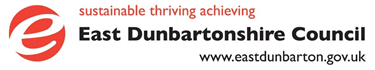 sustainable thriving achieving
East Dunbartonshire Council
www.eastdunbarton.gov.uk